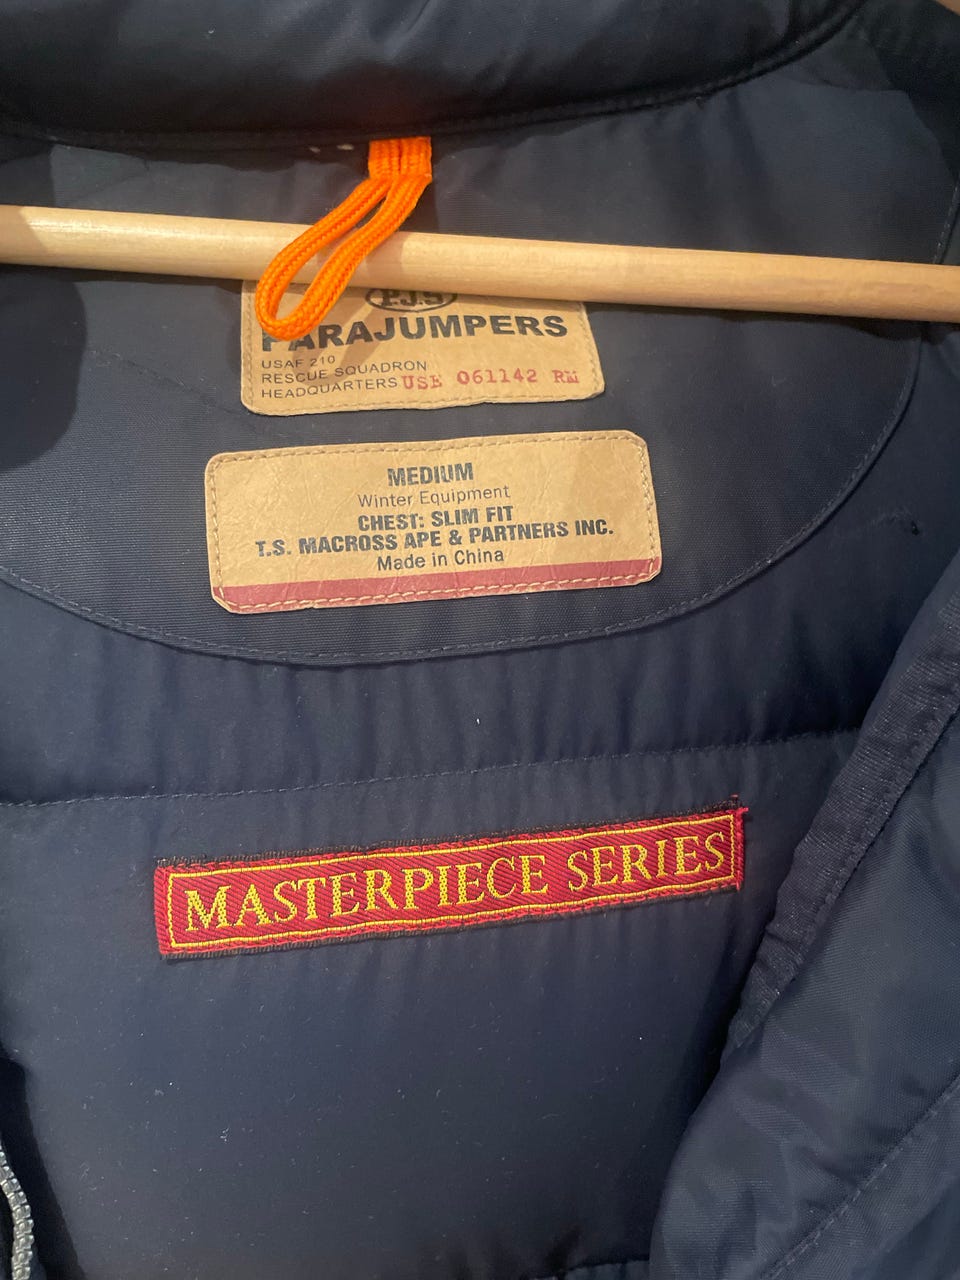 P.J.S
PARAJUMPERS
USAF 210
RESCUE SQUADRON
HEADQUARTERS USE 061142 RM
MEDIUM
Winter Equipment
CHEST: SLIM FIT
T.S. MACROSS APE & PARTNERS INC.
Made in China
MASTERPIECE SERIES